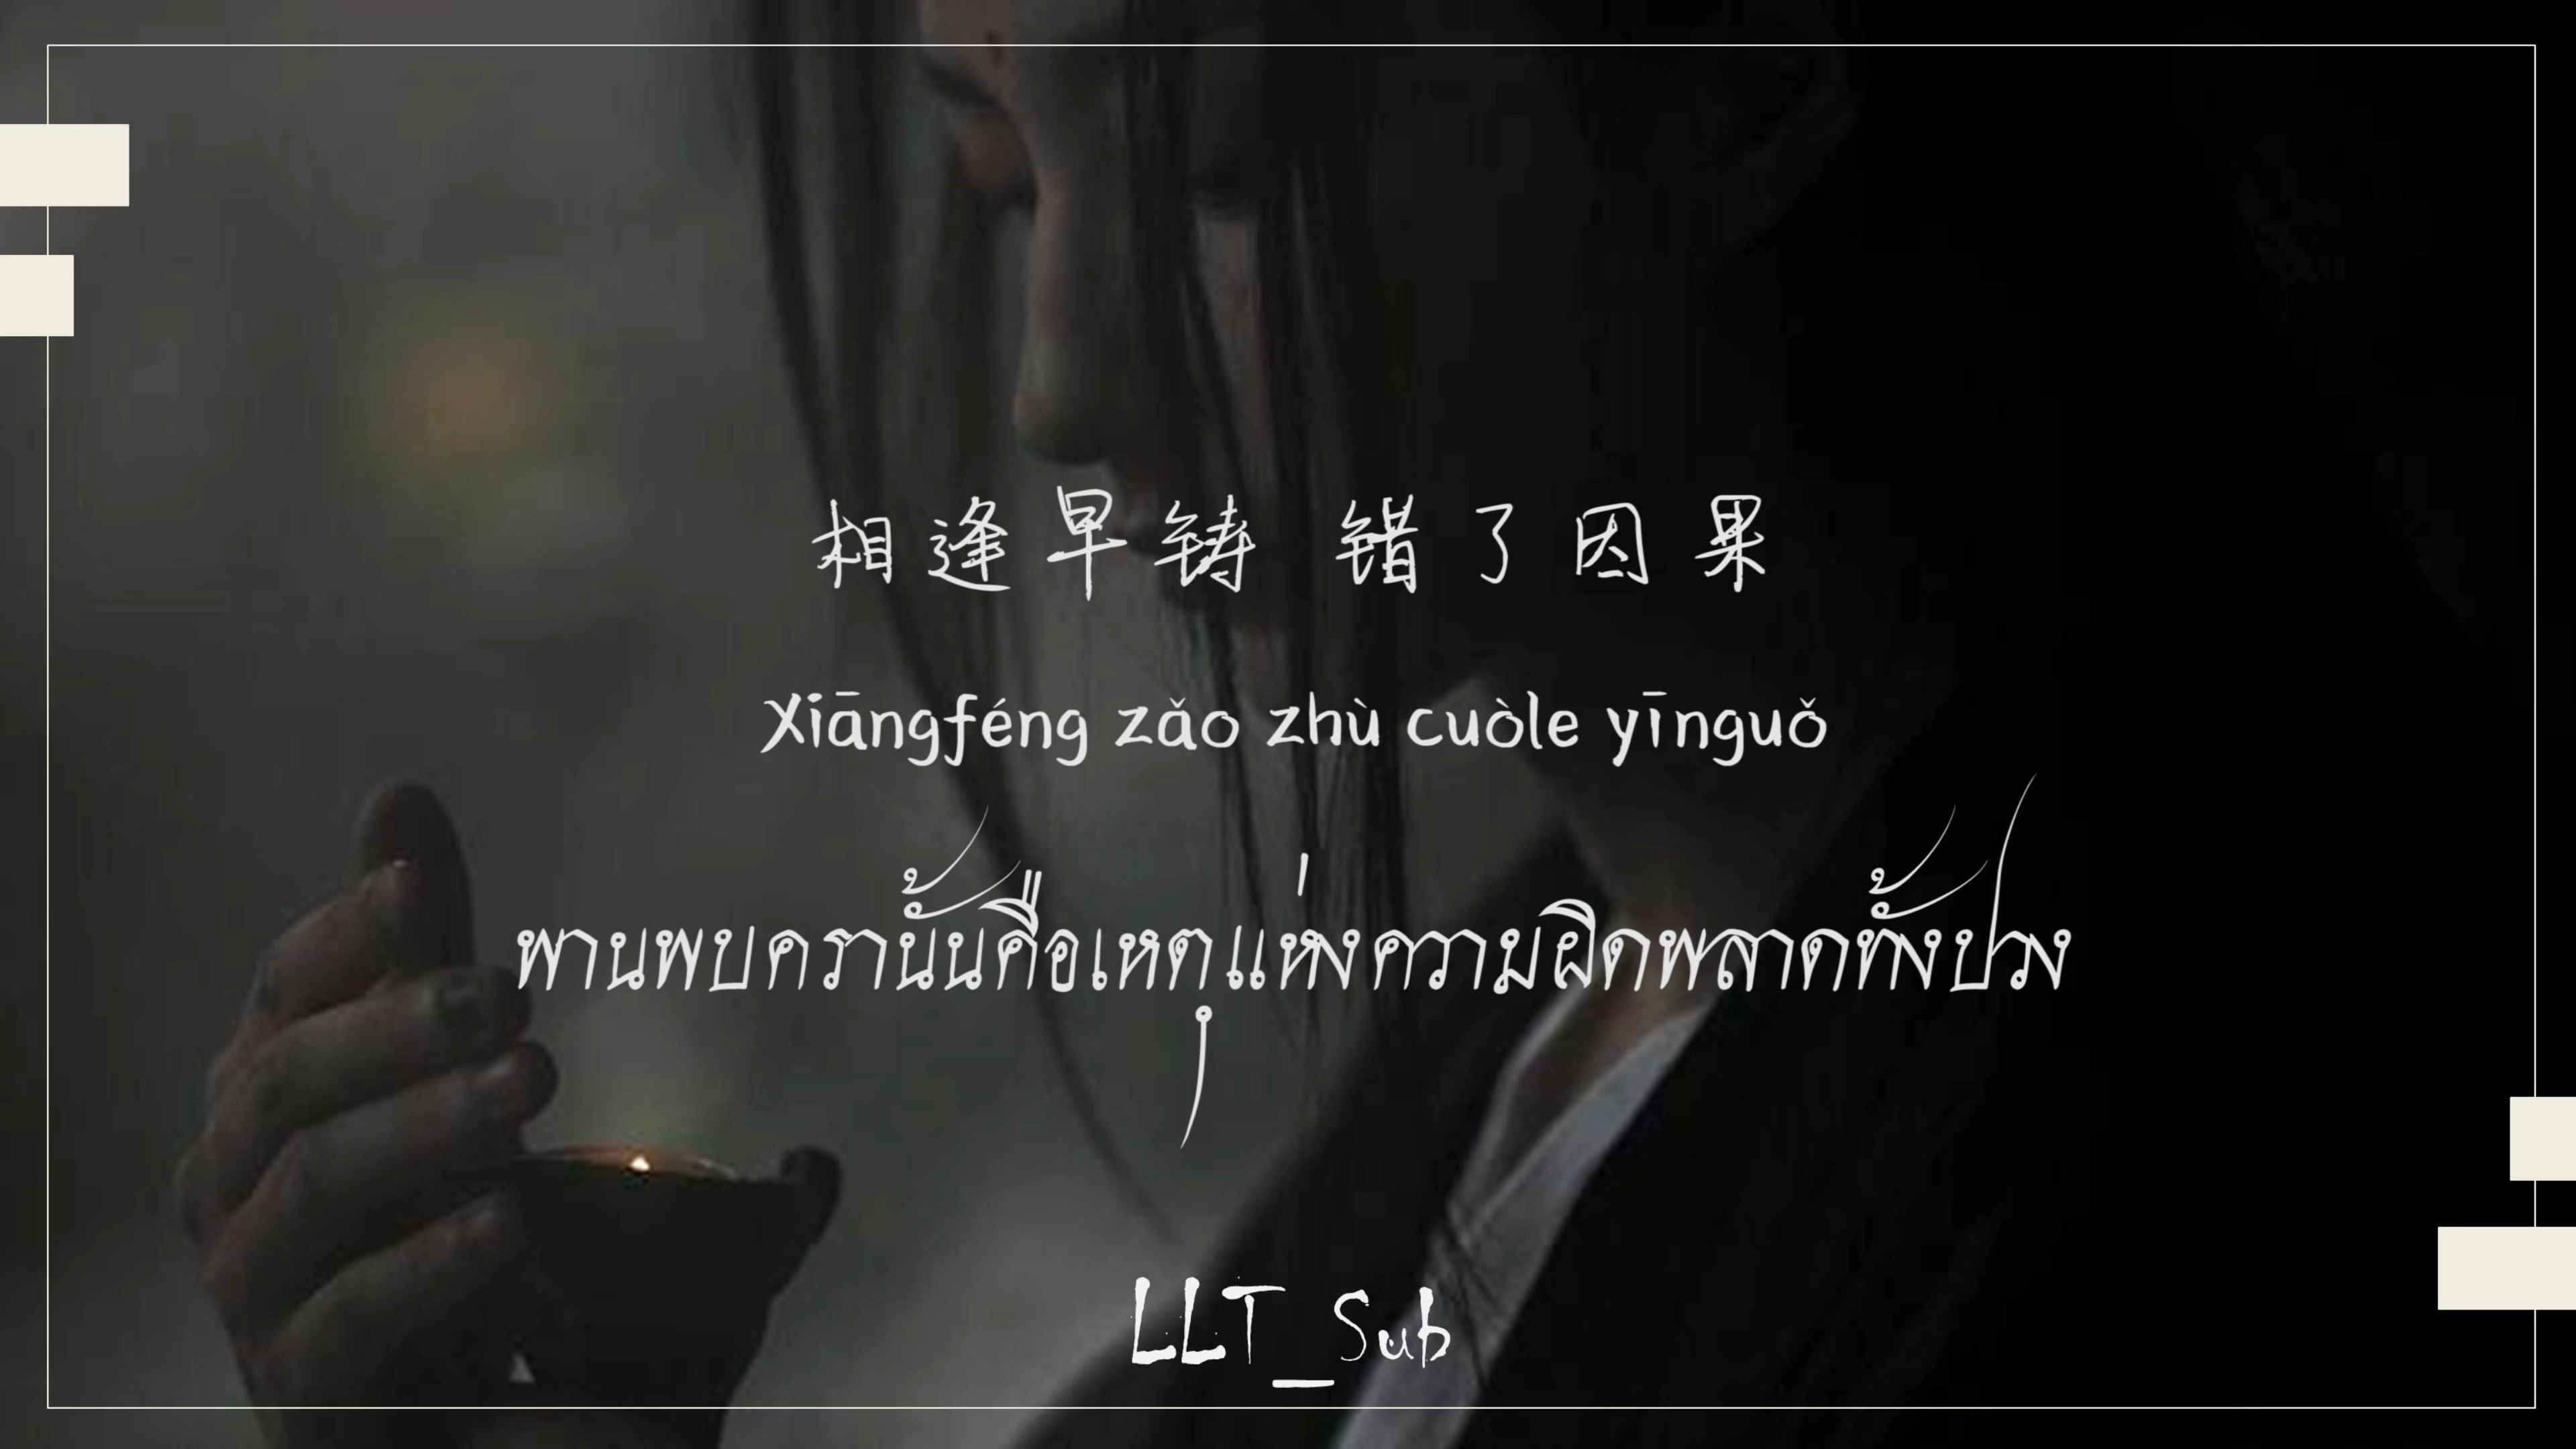 相逢早铸 错了因果
Xiāngféng zǎo zhù cuòle yīnguǒ
พานพบครานั้นคือเหตุแห่งความผิดพลาดทั้งปวง
LLT_Sub